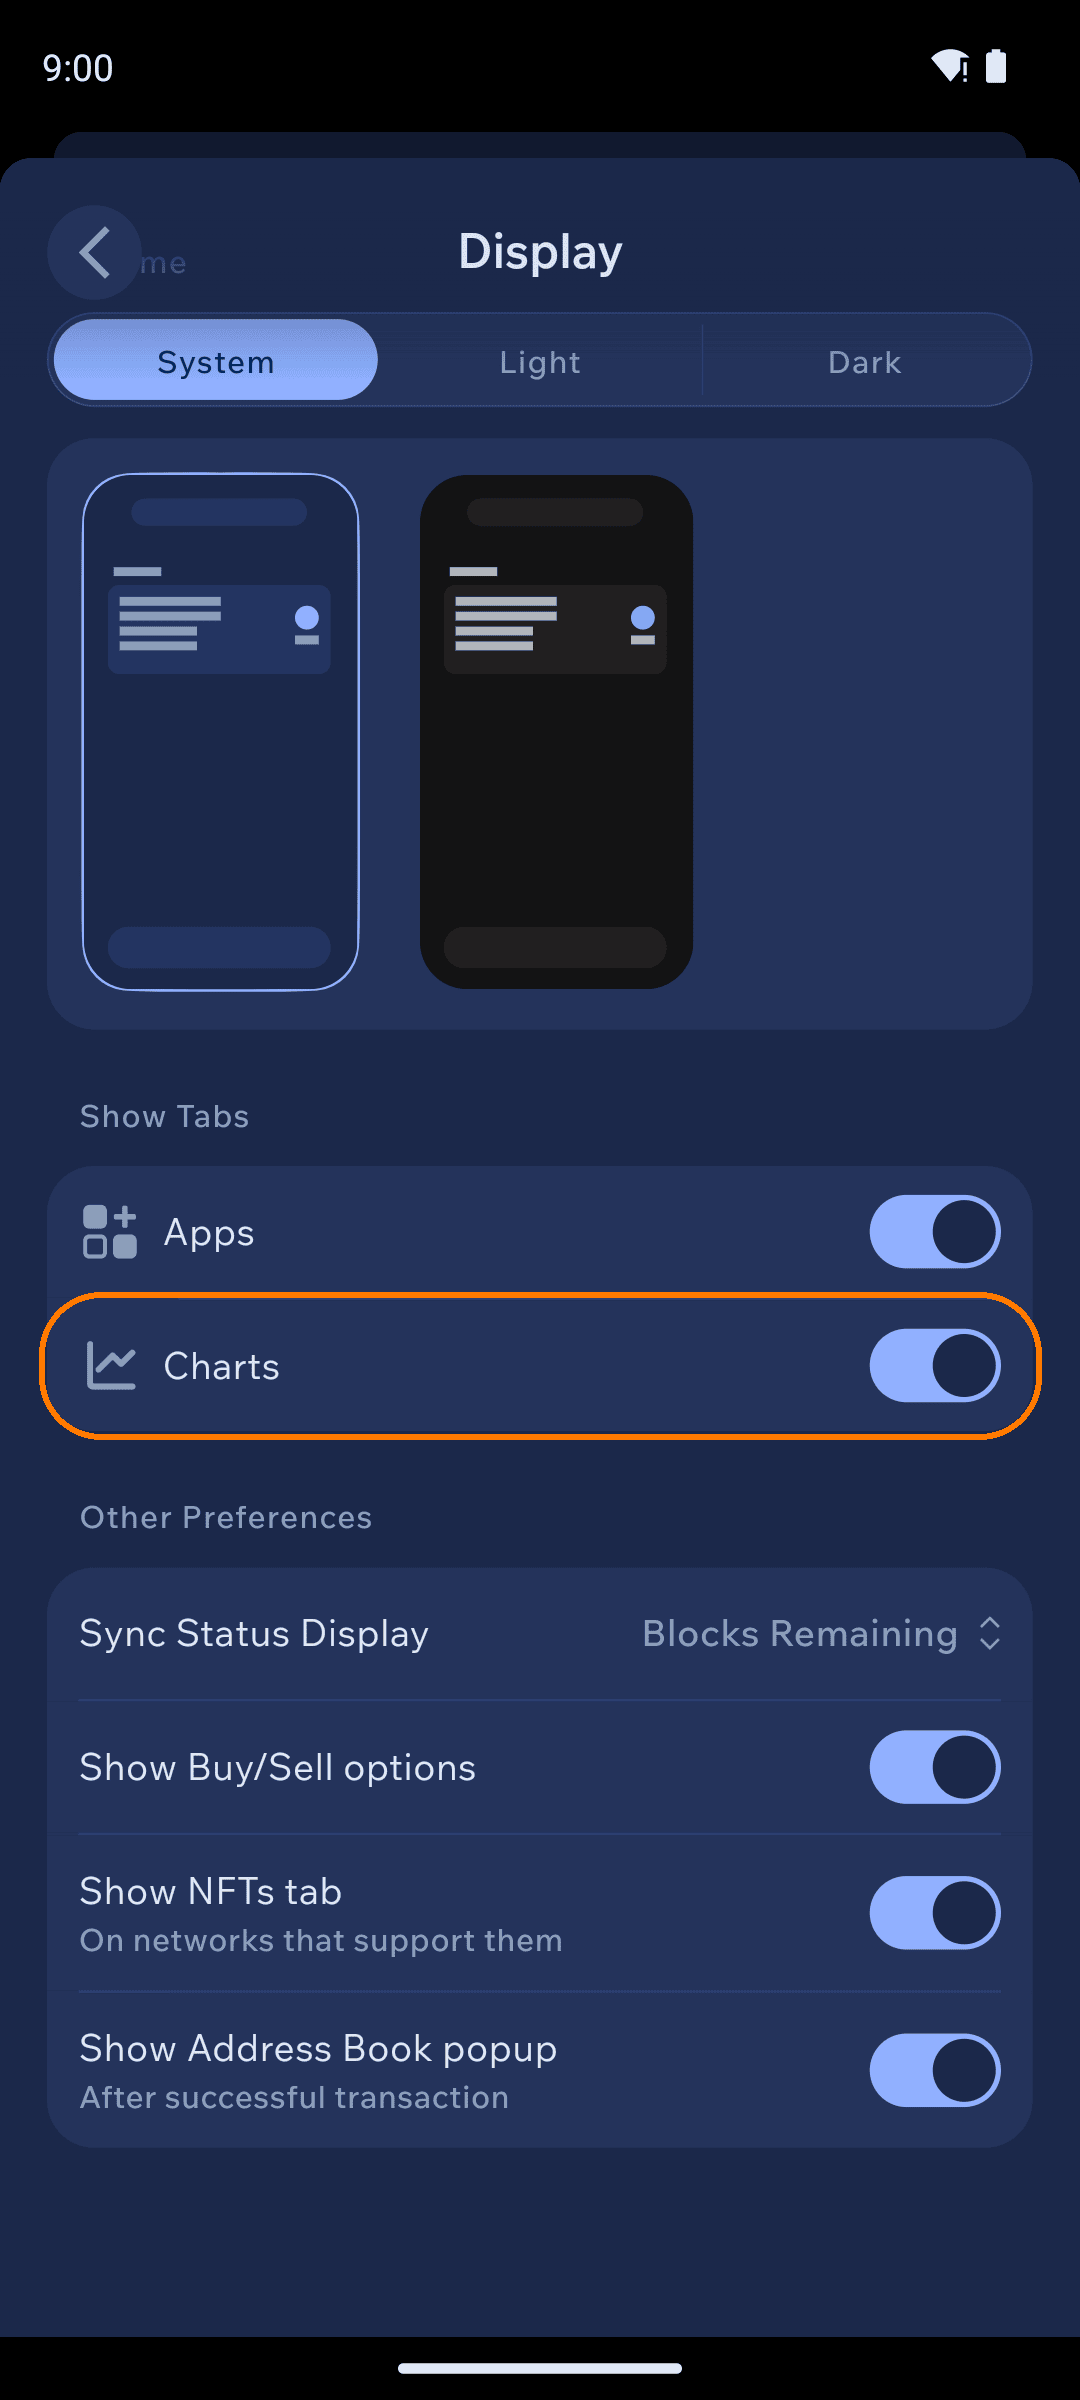 9:00
Display
System
Light
Dark
Show Tabs
Apps
Charts
Other Preferences
Sync Status Display
Blocks Remaining
Show Buy/Sell options
Show NFTs tab
On networks that support them
Show Address Book popup
After successful transaction